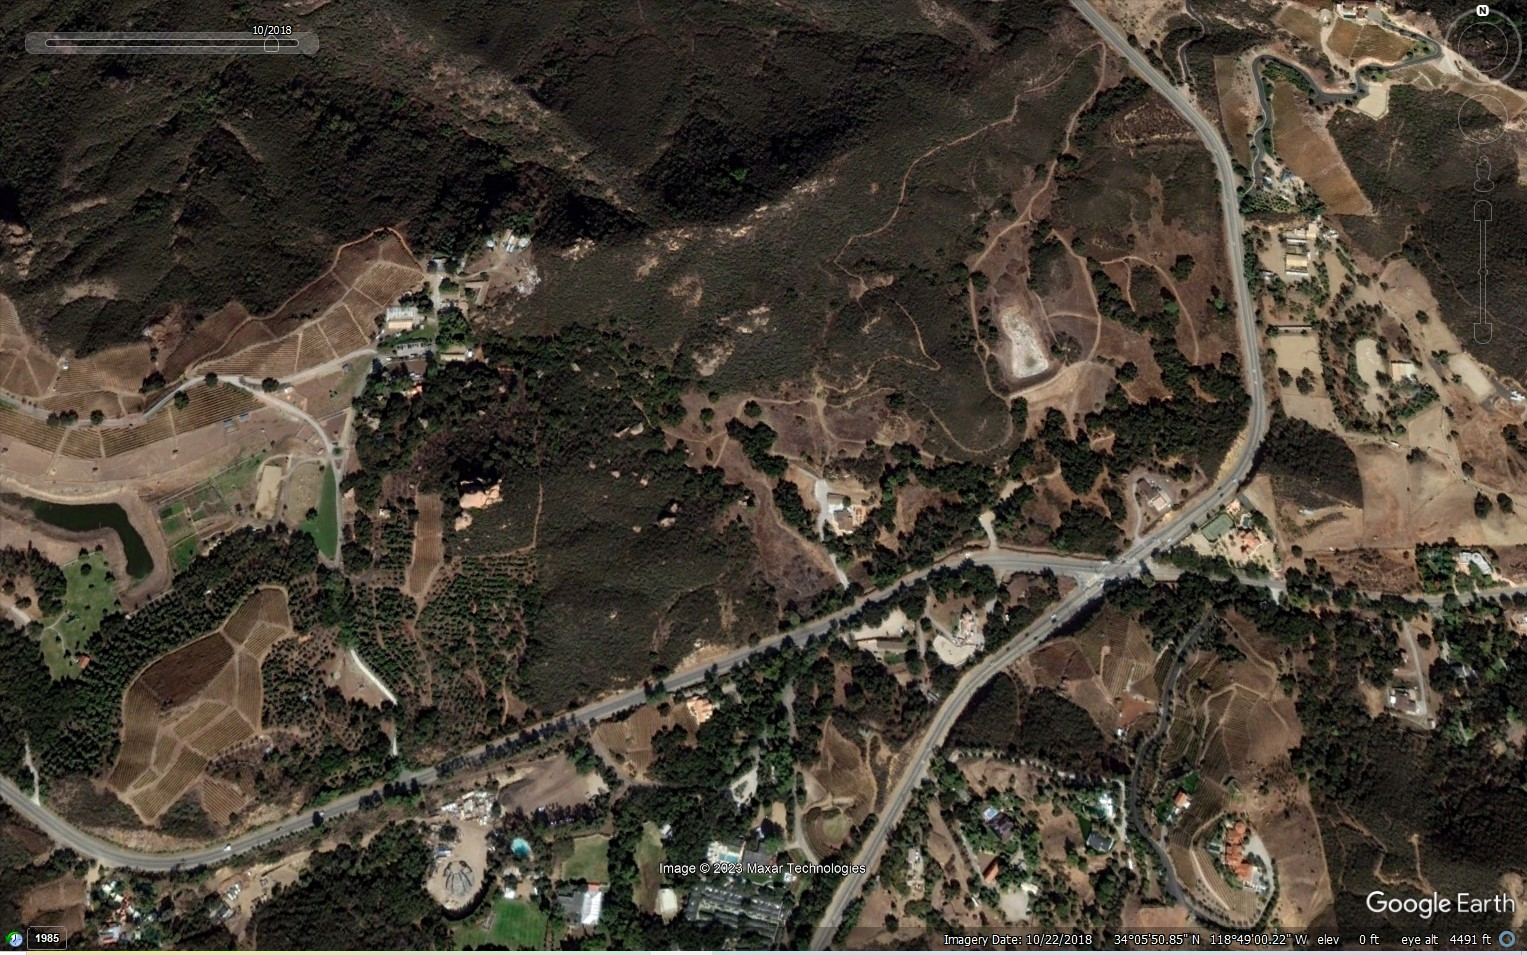 10/2018
N
Image © 2023 Maxar Technologies
Google Earth
1985
Imagery Date: 10/22/2018 34°05'50.85" N 118°49'00.22" W elev 0 ft eye alt 4491 ft